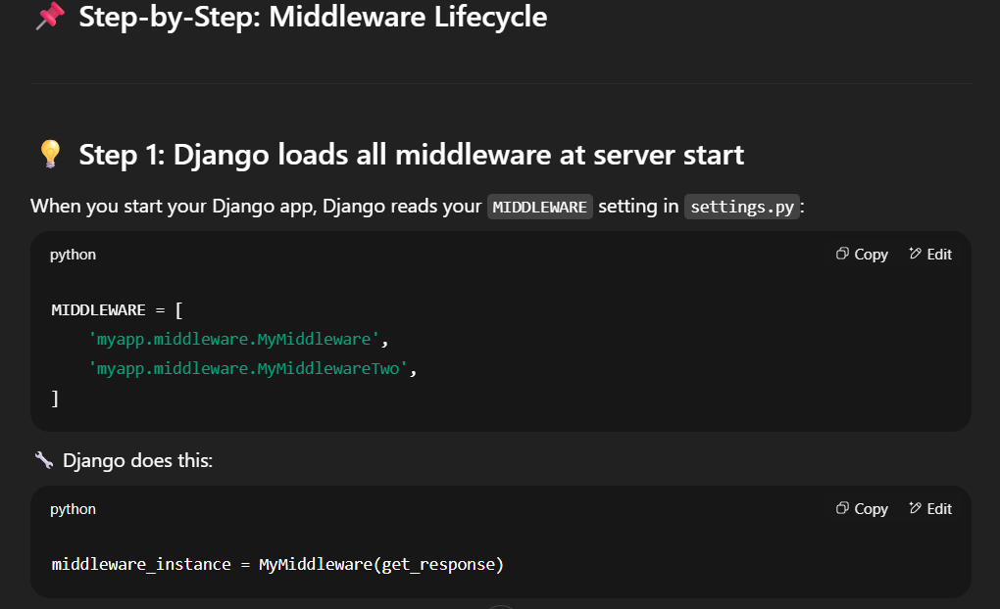 📌 Step-by-Step: Middleware Lifecycle
💡 Step 1: Django loads all middleware at server start
When you start your Django app, Django reads your MIDDLEWARE setting in settings.py:
python Copy Edit
MIDDLEWARE = [
    'myapp.middleware.MyMiddleware',
    'myapp.middleware.MyMiddlewareTwo',
]
🔧 Django does this:
python Copy Edit
middleware_instance = MyMiddleware(get_response)